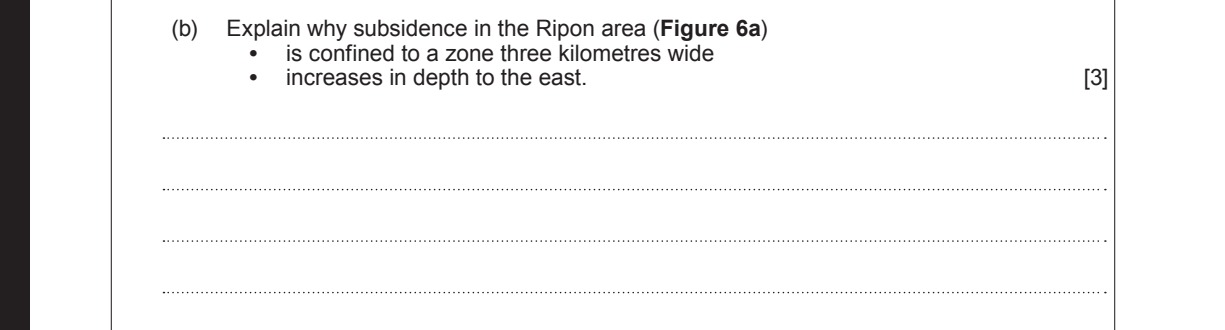 (b) Explain why subsidence in the Ripon area (Figure 6a)
• is confined to a zone three kilometres wide
• increases in depth to the east. [3]